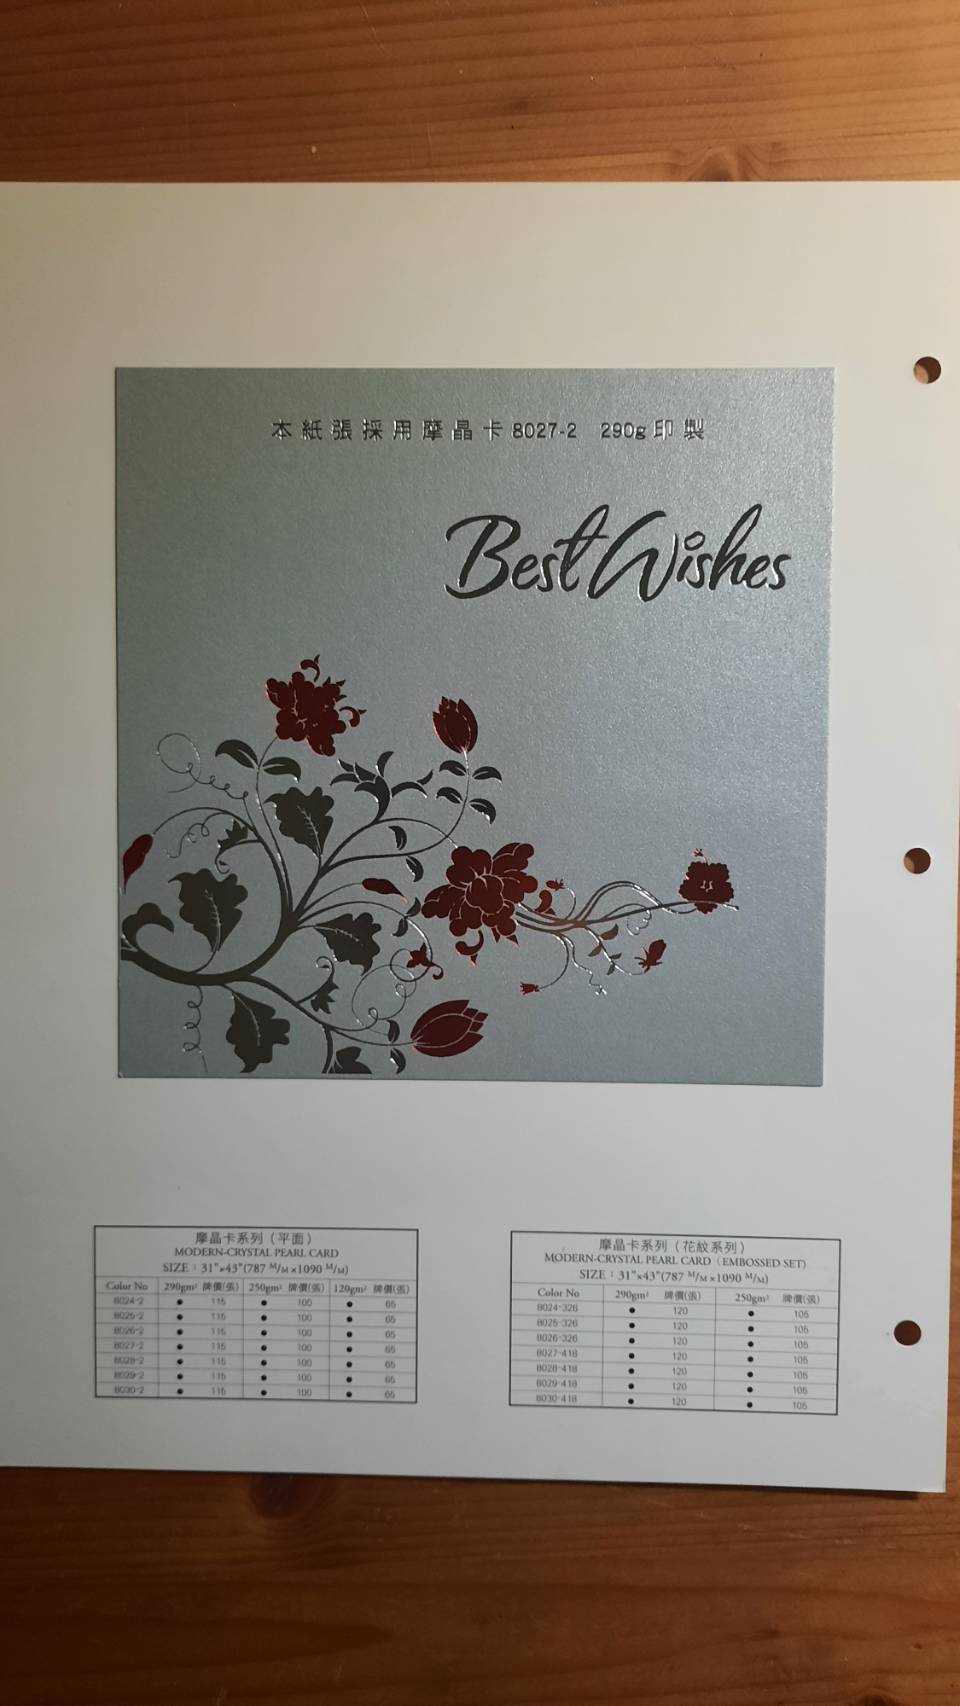 本紙張採用摩晶卡 8027-2 290g 印製
Best Wishes
摩晶卡系列（平面）
MODERN-CRYSTAL PEARL CARD
SIZE：31"×43"(787 M/M ×1090 M/M)
Color No 290gm² 牌價(張) 250gm² 牌價(張) 120gm² 牌價(張)
8024-2 ● 115 ● 100 ● 65
8025-2 ● 115 ● 100 ● 65
8026-2 ● 115 ● 100 ● 65
8027-2 ● 115 ● 100 ● 65
8028-2 ● 115 ● 100 ● 65
8029-2 ● 115 ● 100 ● 65
8030-2 ● 115 ● 100 ● 65
摩晶卡系列（花紋系列）
MODERN-CRYSTAL PEARL CARD（EMBOSSED SET)
SIZE：31"×43"(787 M/M ×1090 M/M)
Color No 290gm² 牌價(張) 250gm² 牌價(張)
8024-326 ● 120 ● 105
8025-326 ● 120 ● 105
8026-326 ● 120 ● 105
8027-418 ● 120 ● 105
8028-418 ● 120 ● 105
8029-418 ● 120 ● 105
8030-418 ● 120 ● 105